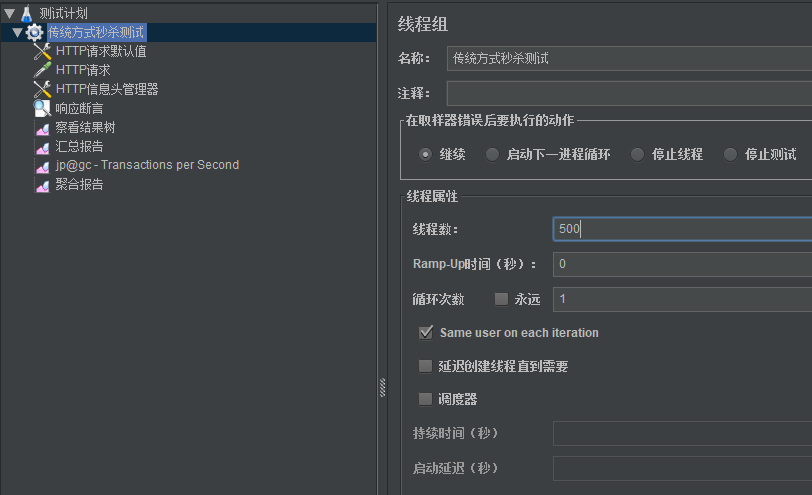 测试计划
传统方式秒杀测试
HTTP请求默认值
HTTP请求
HTTP信息头管理器
响应断言
察看结果树
汇总报告
jp@gc - Transactions per Second
聚合报告
线程组
名称： 传统方式秒杀测试
注释：
在取样器错误后要执行的动作
继续 启动下一进程循环 停止线程 停止测试
线程属性
线程数： 500
Ramp-Up时间（秒）： 0
循环次数 永远 1
Same user on each iteration
延迟创建线程直到需要
调度器
持续时间（秒）
启动延迟（秒）